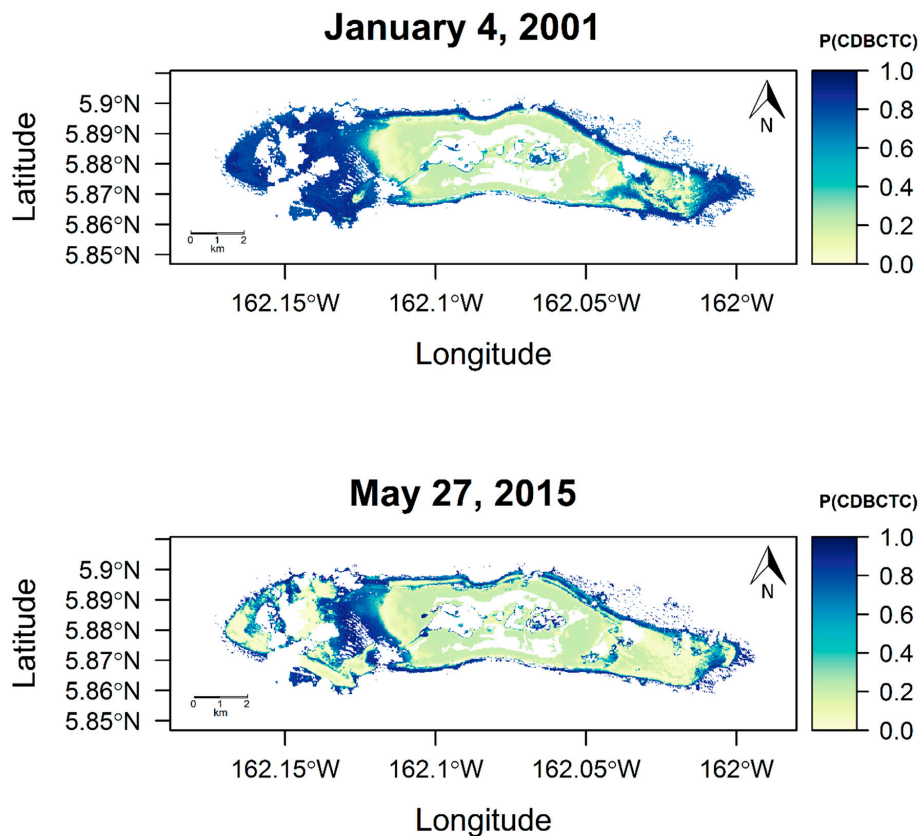 January 4, 2001
P(CDBCTC)
1.0
0.8
0.6
0.4
0.2
0.0
Latitude
5.9°N
5.89°N
5.88°N
5.87°N
5.86°N
5.85°N
0 1 2
km
N
162.15°W 162.1°W 162.05°W 162°W
Longitude
May 27, 2015
P(CDBCTC)
1.0
0.8
0.6
0.4
0.2
0.0
Latitude
5.9°N
5.89°N
5.88°N
5.87°N
5.86°N
5.85°N
0 1 2
km
N
162.15°W 162.1°W 162.05°W 162°W
Longitude